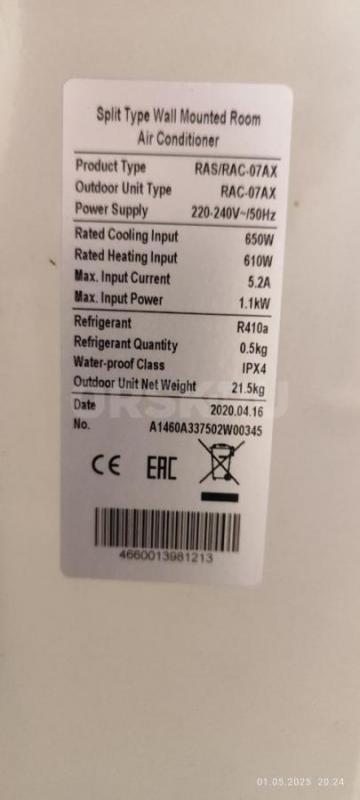 Split Type Wall Mounted Room
Air Conditioner
Product Type RAS/RAC-07AX
Outdoor Unit Type RAC-07AX
Power Supply 220-240V~/50Hz
Rated Cooling Input 650W
Rated Heating Input 610W
Max. Input Current 5.2A
Max. Input Power 1.1kW
Refrigerant R410a
Refrigerant Quantity 0.5kg
Water-proof Class IPX4
Outdoor Unit Net Weight 21.5kg
ORSK.RU
Date 2020.04.16
No. A1460A337502W00345
CE EAC
4660013981213
01.05.2025 20:24